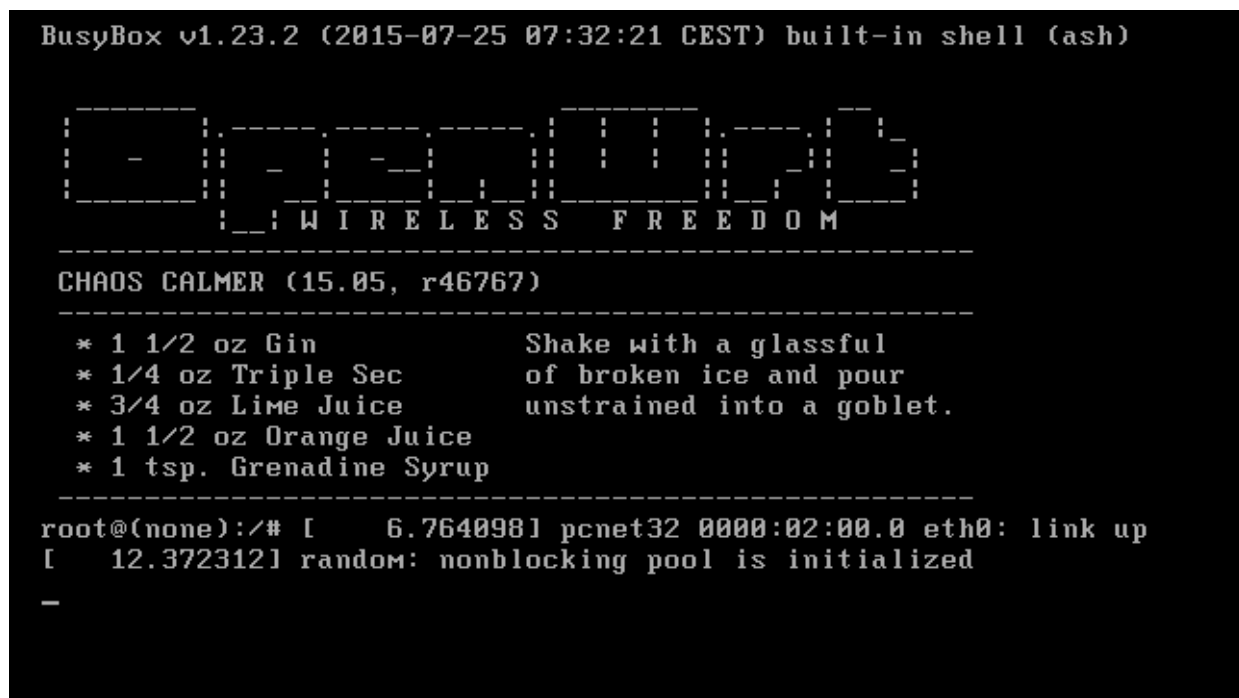 BusyBox v1.23.2 (2015-07-25 07:32:21 CEST) built-in shell (ash)
OpenWrt
W I R E L E S S   F R E E D O M
CHAOS CALMER (15.05, r46767)
* 1 1/2 oz Gin            Shake with a glassful
* 1/4 oz Triple Sec       of broken ice and pour
* 3/4 oz Lime Juice       unstrained into a goblet.
* 1 1/2 oz Orange Juice
* 1 tsp. Grenadine Syrup
root@(none):/# [    6.764098] pcnet32 0000:02:00.0 eth0: link up
[   12.372312] random: nonblocking pool is initialized